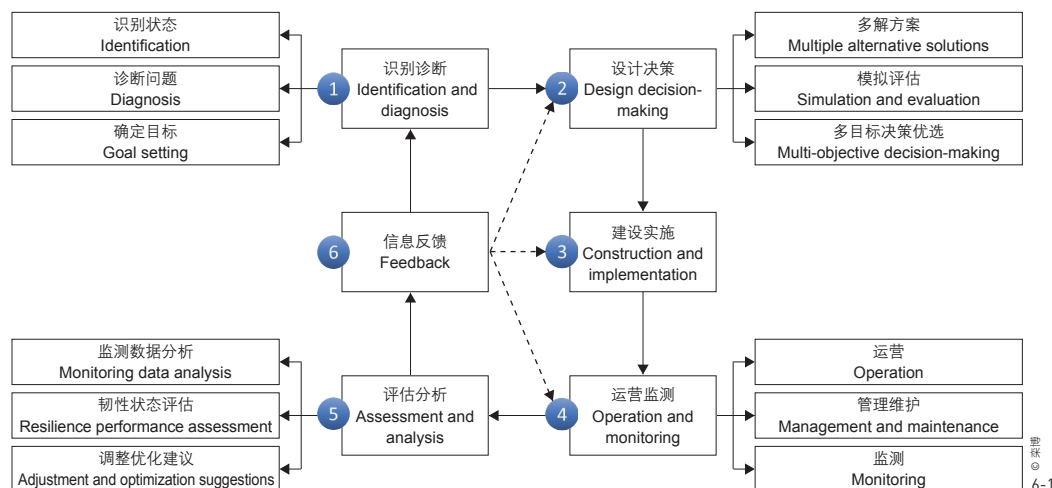 识别状态
Identification
诊断问题
Diagnosis
确定目标
Goal setting
1
识别诊断
Identification and
diagnosis
2
设计决策
Design decision-
making
多解方案
Multiple alternative solutions
模拟评估
Simulation and evaluation
多目标决策优选
Multi-objective decision-making
6
信息反馈
Feedback
3
建设实施
Construction and
implementation
监测数据分析
Monitoring data analysis
韧性状态评估
Resilience performance assessment
调整优化建议
Adjustment and optimization suggestions
5
评估分析
Assessment and
analysis
4
运营监测
Operation and
monitoring
运营
Operation
管理维护
Management and maintenance
监测
Monitoring
© 栾博
6-1